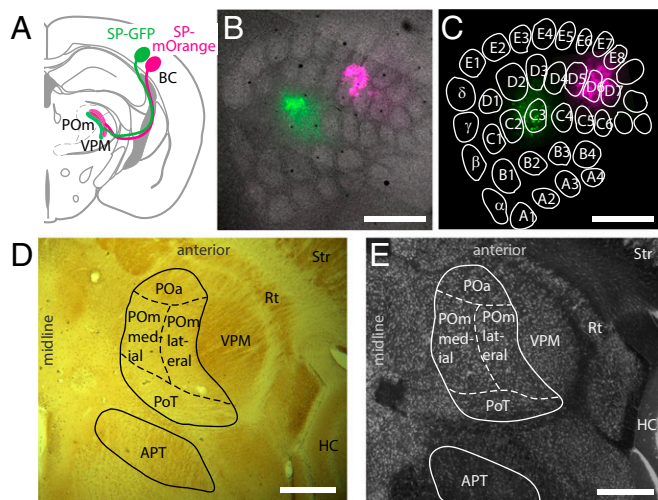 A
SP-GFP
SP-
mOrange
BC
POm
VPM
B
C
E1
E2
E3
E4
E5
E6
E7
E8
δ
D1
D2
D3
D4
D5
D6
D7
γ
C1
C2
C3
C4
C5
C6
β
B1
B2
B3
B4
α
A1
A2
A3
A4
D
anterior
Str
midline
POa
Rt
POm
med-
ial
POm
lat-
eral
VPM
PoT
APT
HC
E
anterior
Str
midline
POa
Rt
POm
med-
ial
POm
lat-
eral
VPM
PoT
APT
HC